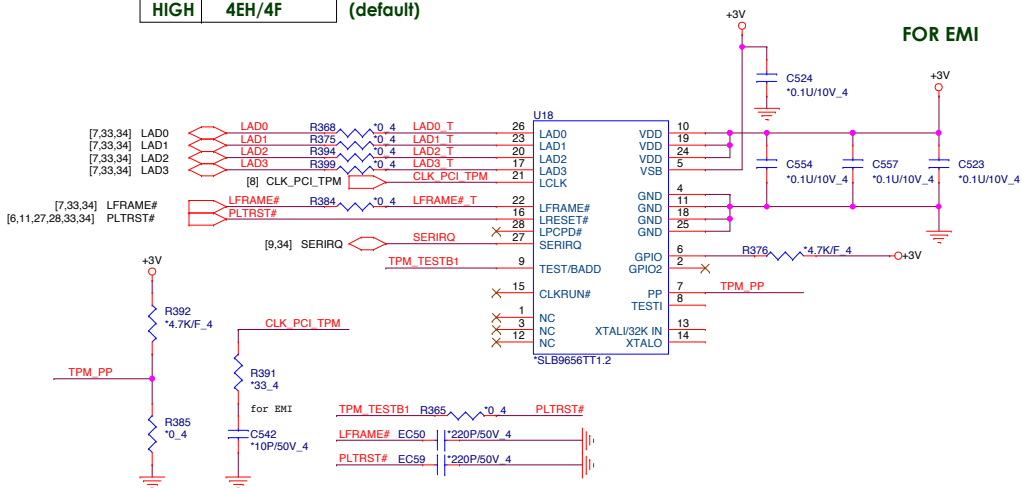 HIGH 4EH/4F (default)
+3V
FOR EMI
C524
*0.1U/10V_4
+3V
U18
[7,33,34] LAD0 LAD0 R368 *0_4 LAD0_T 26 LAD0 VDD 10
[7,33,34] LAD1 LAD1 R375 *0_4 LAD1_T 23 LAD1 VDD 19
[7,33,34] LAD2 LAD2 R394 *0_4 LAD2_T 20 LAD2 VDD 24
[7,33,34] LAD3 LAD3 R399 *0_4 LAD3_T 17 LAD3 VSB 5
[8] CLK_PCI_TPM CLK_PCI_TPM 21 LCLK
C554 C557 C523
*0.1U/10V_4 *0.1U/10V_4 *0.1U/10V_4
GND 4
[7,33,34] LFRAME# LFRAME# R384 *0_4 LFRAME#_T 22 LFRAME# GND 11
[6,11,27,28,33,34] PLTRST# PLTRST# 16 LRESET# GND 18
28 LPCPD# GND 25
[9,34] SERIRQ SERIRQ 27 SERIRQ
GPIO 6 R376 *4.7K/F_4 +3V
TPM_TESTB1 9 TEST/BADD GPIO2 2
15 CLKRUN# PP 7 TPM_PP
TESTI 8
1 NC
3 NC XTALI/32K IN 13
12 NC XTALO 14
*SLB9656TT1.2
+3V
R392
*4.7K/F_4
CLK_PCI_TPM
TPM_PP
R391
*33_4
for EMI
R385
*0_4
C542
*10P/50V_4
TPM_TESTB1 R365 *0_4 PLTRST#
LFRAME# EC50 *220P/50V_4
PLTRST# EC59 *220P/50V_4